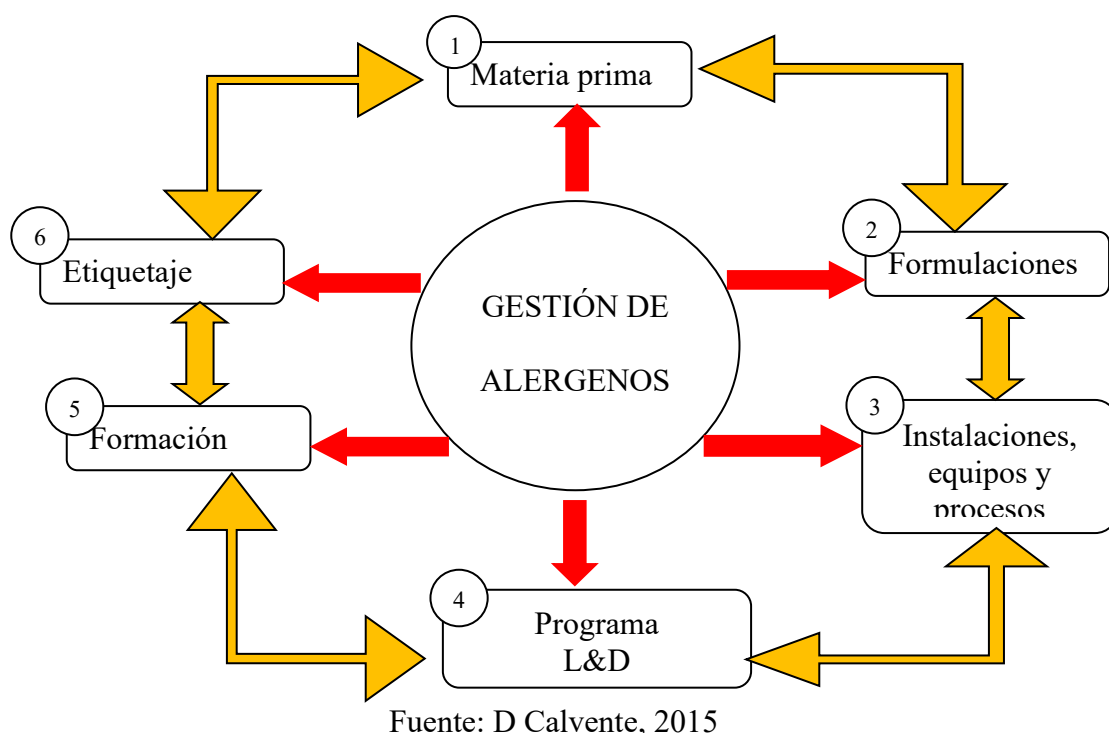 1
Materia prima
2
Formulaciones
3
Instalaciones,
equipos y
procesos
4
Programa
L&D
5
Formación
6
Etiquetaje
GESTIÓN DE
ALERGENOS
Fuente: D Calvente, 2015